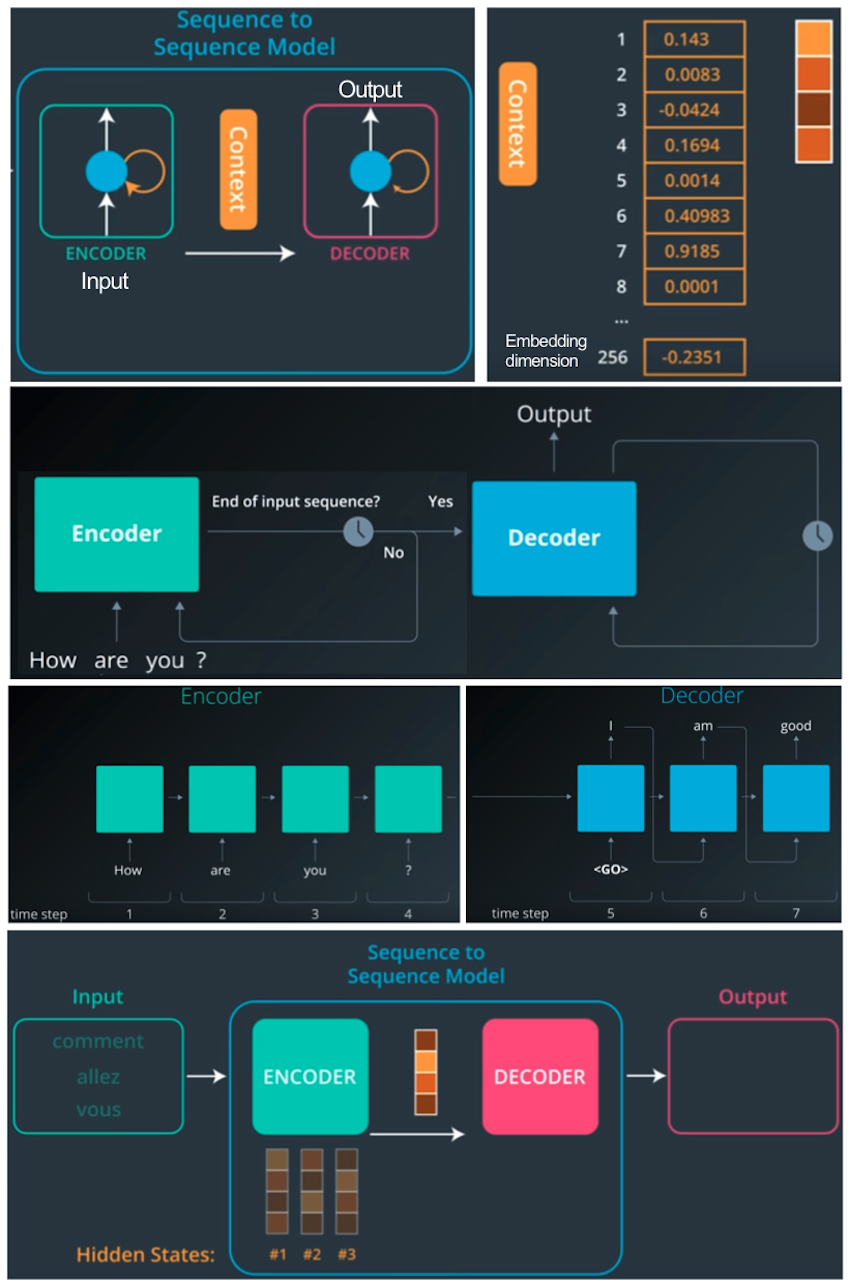 Sequence to
Sequence Model
Output
Context
ENCODER
DECODER
Input
Context
1 0.143
2 0.0083
3 -0.0424
4 0.1694
5 0.0014
6 0.40983
7 0.9185
8 0.0001
...
Embedding
dimension 256 -0.2351
Output
End of input sequence? Yes
Encoder
Decoder
No
How are you ?
Encoder
How are you ?
time step 1 2 3 4
Decoder
I am good
<GO>
time step 5 6 7
Sequence to
Sequence Model
Input
Output
comment
allez
vous
ENCODER
DECODER
Hidden States: #1 #2 #3